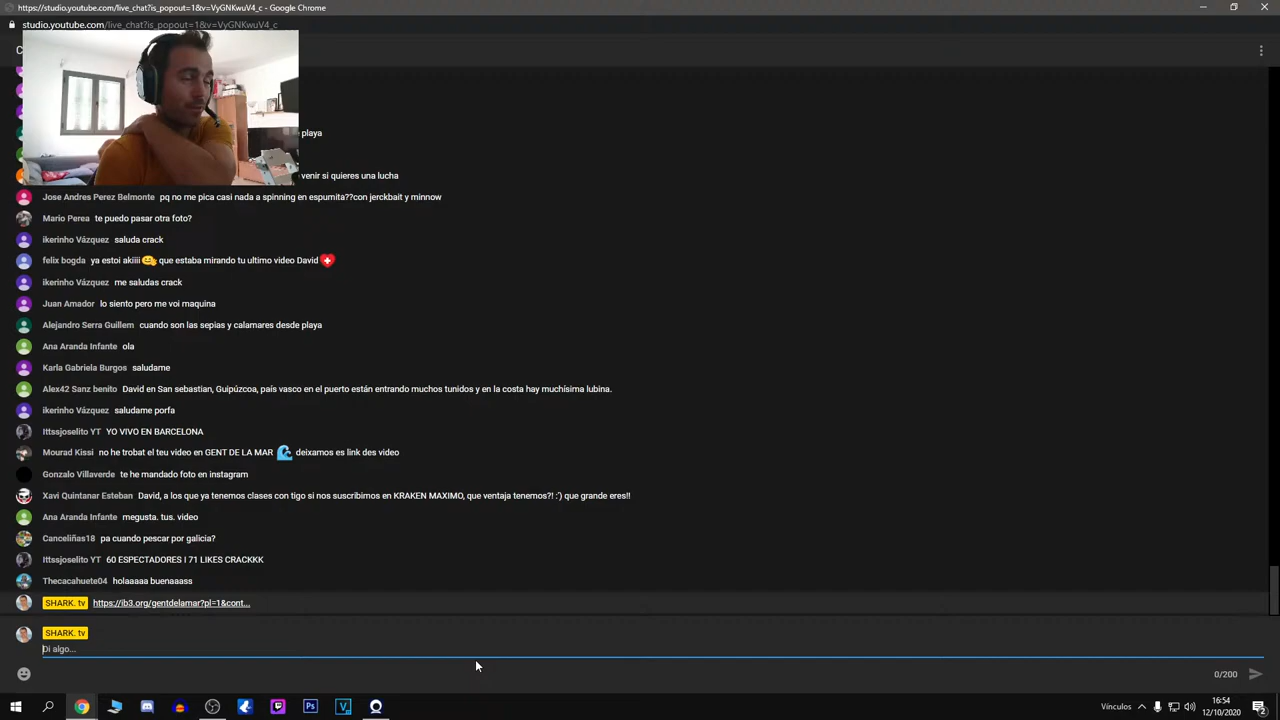 https://studio.youtube.com/live_chat?is_popout=1&v=VyGNKwuV4_c - Google Chrome
studio.youtube.com/live_chat?is_popout=1&v=VyGNKwuV4_c
playa
venir si quieres una lucha
Jose Andres Perez Belmonte pq no me pica casi nada a spinning en espumita??con jerckbait y minnow
Mario Perea te puedo pasar otra foto?
ikerinho Vázquez saluda crack
felix bogda ya estoi akiiii 🤗 que estaba mirando tu ultimo video David
ikerinho Vázquez me saludas crack
Juan Amador lo siento pero me voi maquina
Alejandro Serra Guillem cuando son las sepias y calamares desde playa
Ana Aranda Infante ola
Karla Gabriela Burgos saludame
Alex42 Sanz benito David en San sebastían, Guipúzcoa, país vasco en el puerto están entrando muchos tunidos y en la costa hay muchísima lubina.
ikerinho Vázquez saludame porfa
Ittssjoselito YT YO VIVO EN BARCELONA
Mourad Kissi no he trobat el teu video en GENT DE LA MAR 🌊 deixamos es link des video
Gonzalo Villaverde te he mandado foto en instagram
Xavi Quintanar Esteban David, a los que ya tenemos clases con tigo si nos suscribimos en KRAKEN MAXIMO, que ventaja tenemos?! :') que grande eres!!
Ana Aranda Infante megusta. tus. video
Canceliñas18 pa cuando pescar por galicia?
Ittssjoselito YT 60 ESPECTADORES I 71 LIKES CRACKKK
Thecacahuete04 holaaaaa buenaaass
SHARK. tv https://ib3.org/gentdelamar?pl=1&cont...
SHARK. tv
Di algo...
0/200
Vínculos 16:54
12/10/2020